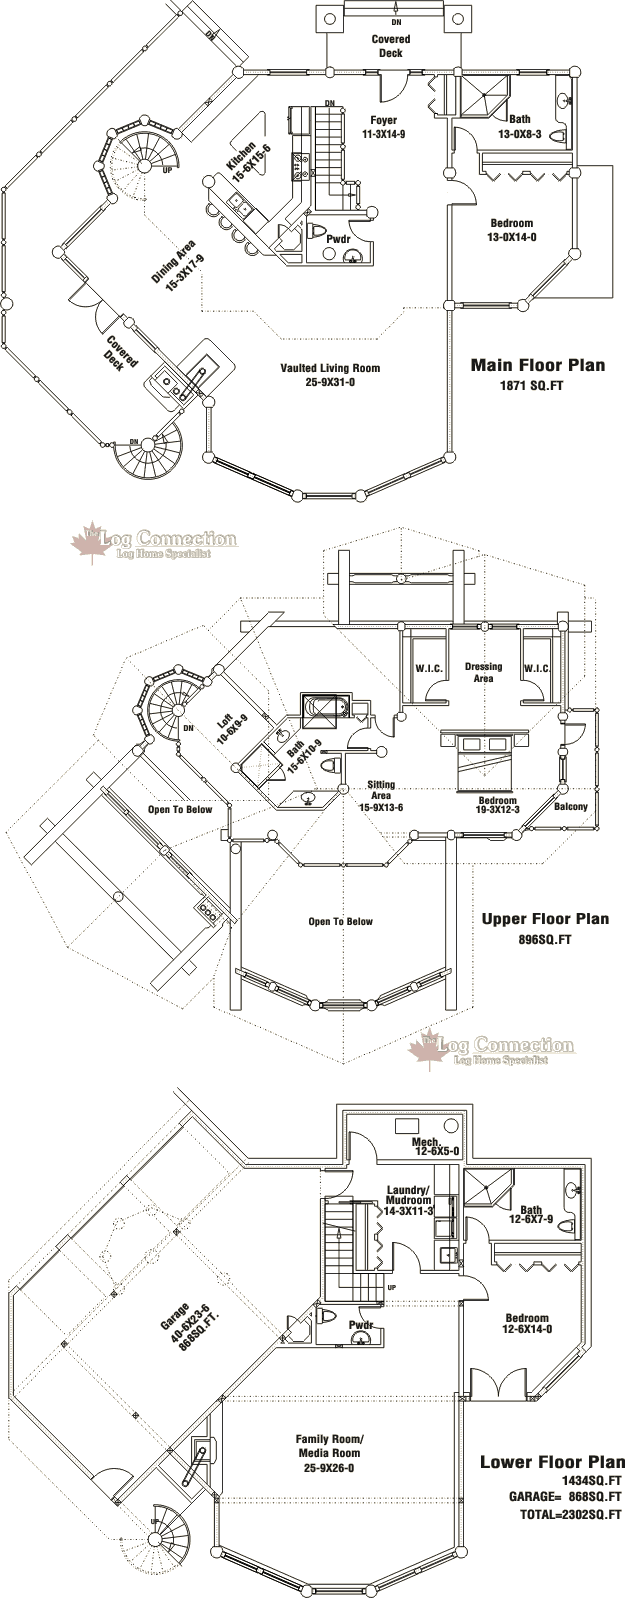 DN
Covered
Deck
DN
DN
Foyer
11-3X14-9
Bath
13-0X8-3
Kitchen
15-6X15-6
UP
Bedroom
13-0X14-0
Pwdr
Dining Area
15-3X17-9
Covered
Deck
Vaulted Living Room
25-9X31-0
Main Floor Plan
1871 SQ.FT
DN
The Log Connection
Log Home Specialist
W.I.C.
Dressing
Area
W.I.C.
DN
Loft
10-6X9-9
Bath
15-6X10-9
Sitting
Area
15-9X13-6
Bedroom
19-3X12-3
Balcony
Open To Below
Open To Below
Upper Floor Plan
896SQ.FT
The Log Connection
Log Home Specialist
Mech.
12-6X5-0
Laundry/
Mudroom
14-3X11-3
Bath
12-6X7-9
UP
Garage
40-6X23-6
868SQ.FT.
Pwdr
Bedroom
12-6X14-0
Family Room/
Media Room
25-9X26-0
Lower Floor Plan
1434SQ.FT
GARAGE= 868SQ.FT
TOTAL=2302SQ.FT
UP